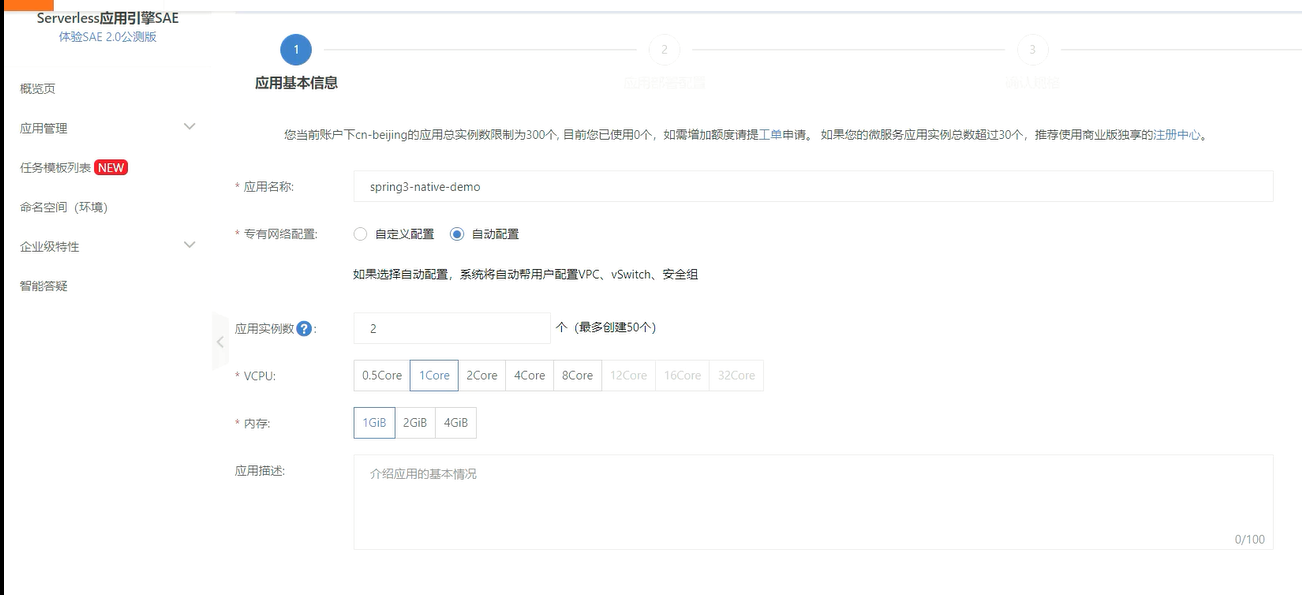 Serverless应用引擎SAE
体验SAE 2.0公测版
概览页
应用管理
任务模板列表 NEW
命名空间（环境）
企业级特性
智能答疑
1
2
3
应用基本信息
您当前账户下cn-beijing的应用总实例数限制为300个, 目前您已使用0个，如需增加额度请提工单申请。 如果您的微服务应用实例总数超过30个，推荐使用商业版独享的注册中心。
* 应用名称: spring3-native-demo
* 专有网络配置: 自定义配置 自动配置
如果选择自动配置，系统将自动帮用户配置VPC、vSwitch、安全组
应用实例数 ? : 2 个（最多创建50个）
* VCPU: 0.5Core 1Core 2Core 4Core 8Core 12Core 16Core 32Core
* 内存: 1GiB 2GiB 4GiB
应用描述: 介绍应用的基本情况
0/100